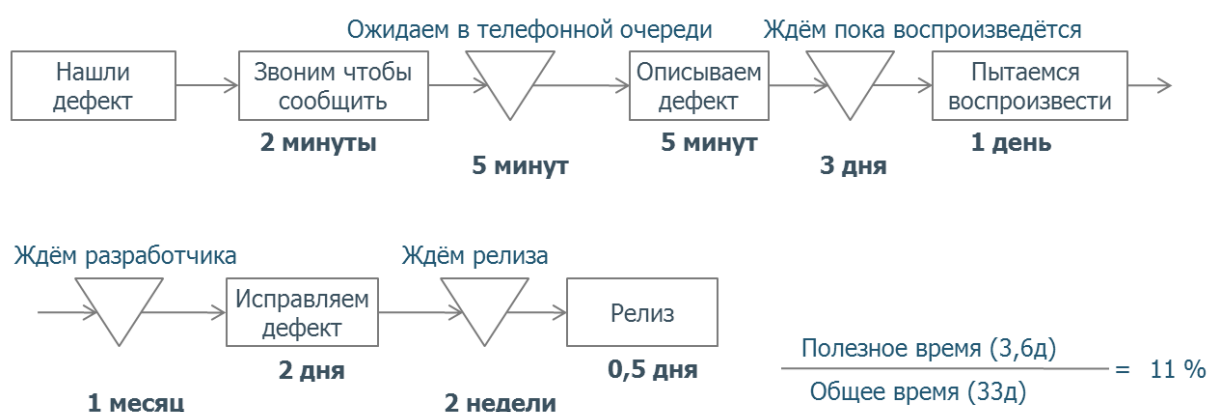 Ожидаем в телефонной очереди
Ждём пока воспроизведётся
Нашли
дефект
Звоним чтобы
сообщить
Описываем
дефект
Пытаемся
воспроизвести
2 минуты
5 минут
5 минут
3 дня
1 день
Ждём разработчика
Ждём релиза
Исправляем
дефект
Релиз
1 месяц
2 дня
2 недели
0,5 дня
Полезное время (3,6д)
Общее время (33д)
= 11 %